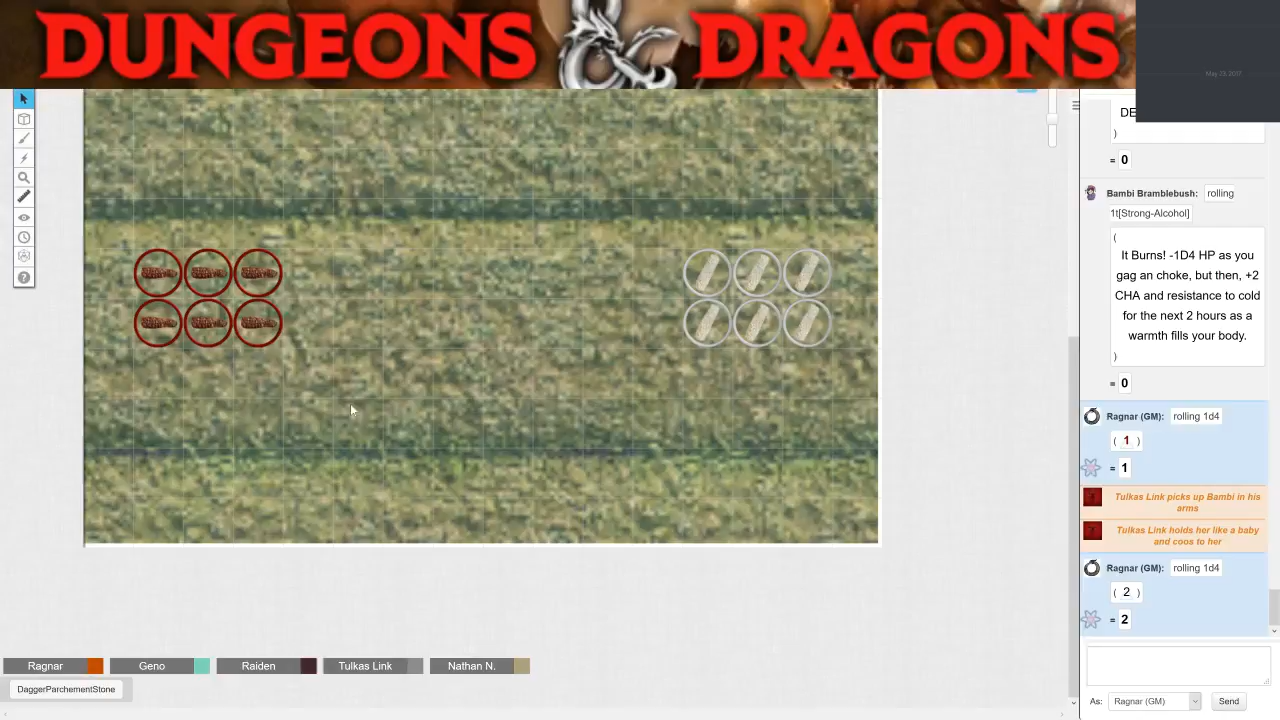 DUNGEONS & DRAGONS
May 23, 2017
DE
)
= 0
Bambi Bramblebush: rolling
1t[Strong-Alcohol]
(
It Burns! -1D4 HP as you
gag an choke, but then, +2
CHA and resistance to cold
for the next 2 hours as a
warmth fills your body.
)
= 0
Ragnar (GM): rolling 1d4
( 1 )
= 1
Tulkas Link picks up Bambi in his
arms
Tulkas Link holds her like a baby
and coos to her
Ragnar (GM): rolling 1d4
( 2 )
= 2
Ragnar
Geno
Raiden
Tulkas Link
Nathan N.
DaggerParchementStone
As: Ragnar (GM) Send